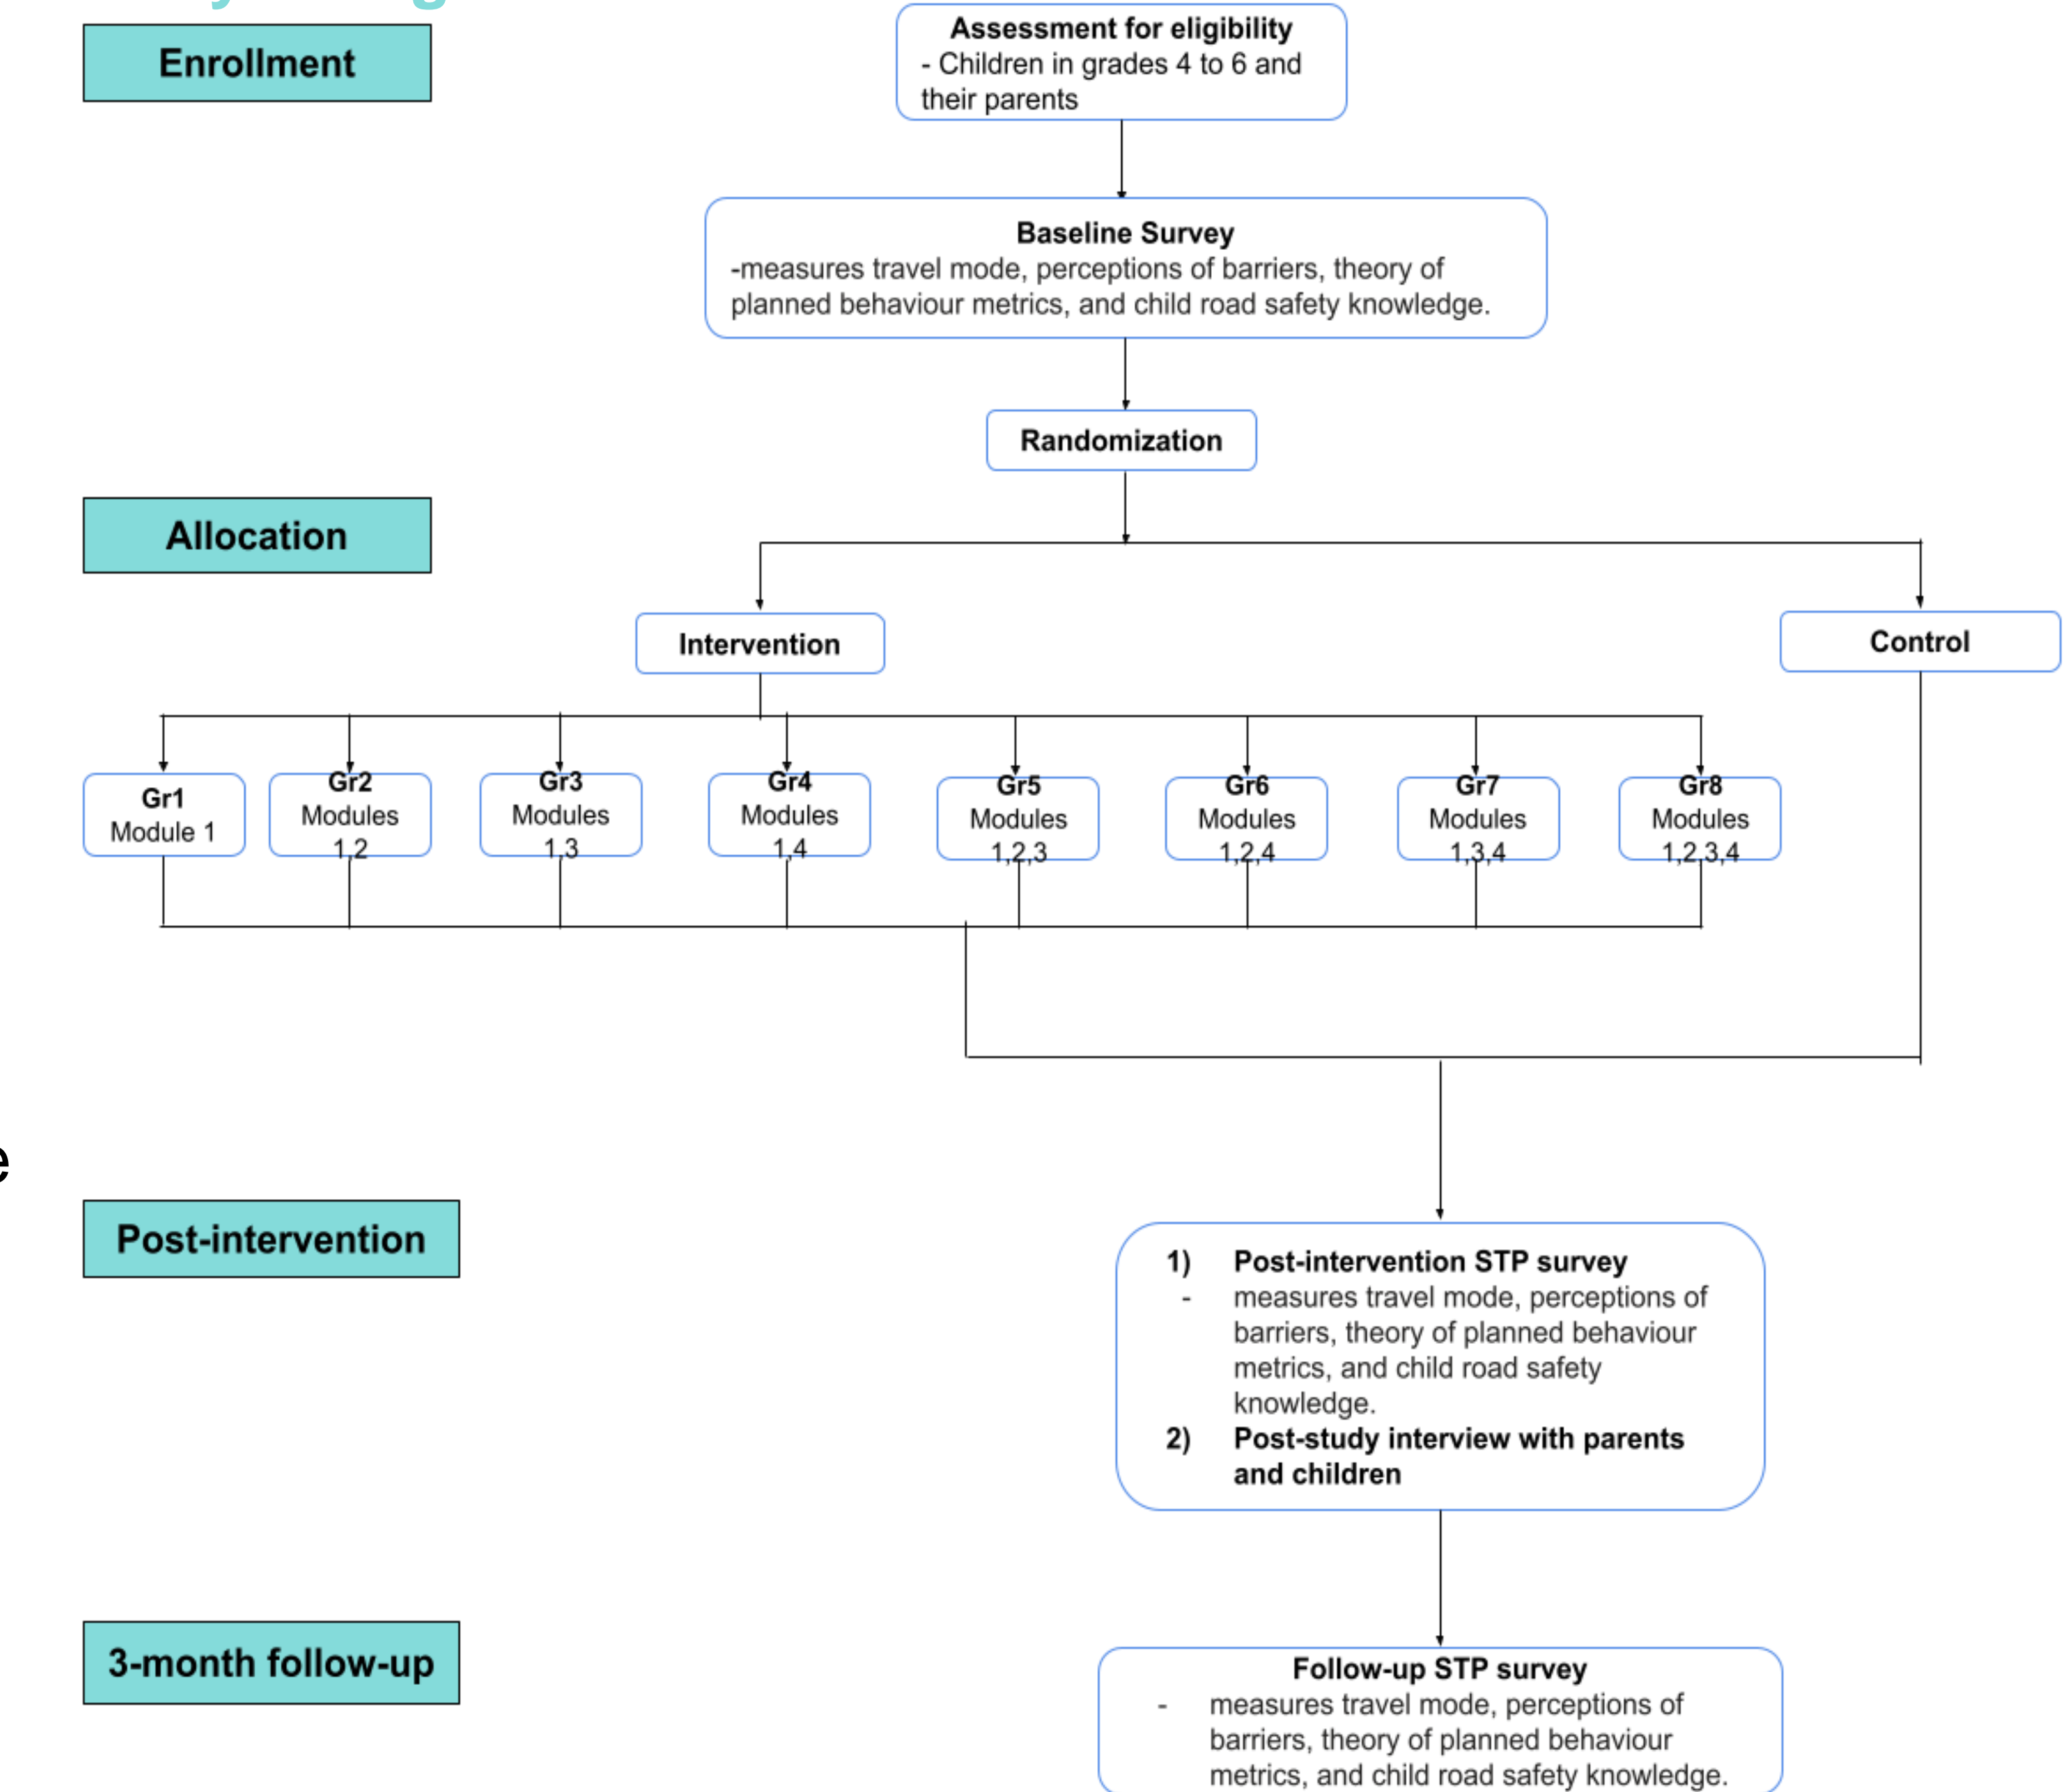 Enrollment
Assessment for eligibility
- Children in grades 4 to 6 and
their parents
Baseline Survey
-measures travel mode, perceptions of barriers, theory of
planned behaviour metrics, and child road safety knowledge.
Randomization
Allocation
Intervention
Control
Gr1
Module 1
Gr2
Modules
1,2
Gr3
Modules
1,3
Gr4
Modules
1,4
Gr5
Modules
1,2,3
Gr6
Modules
1,2,4
Gr7
Modules
1,3,4
Gr8
Modules
1,2,3,4
e
Post-intervention
1) Post-intervention STP survey
- measures travel mode, perceptions of
barriers, theory of planned behaviour
metrics, and child road safety
knowledge.
2) Post-study interview with parents
and children
3-month follow-up
Follow-up STP survey
- measures travel mode, perceptions of
barriers, theory of planned behaviour
metrics, and child road safety knowledge.